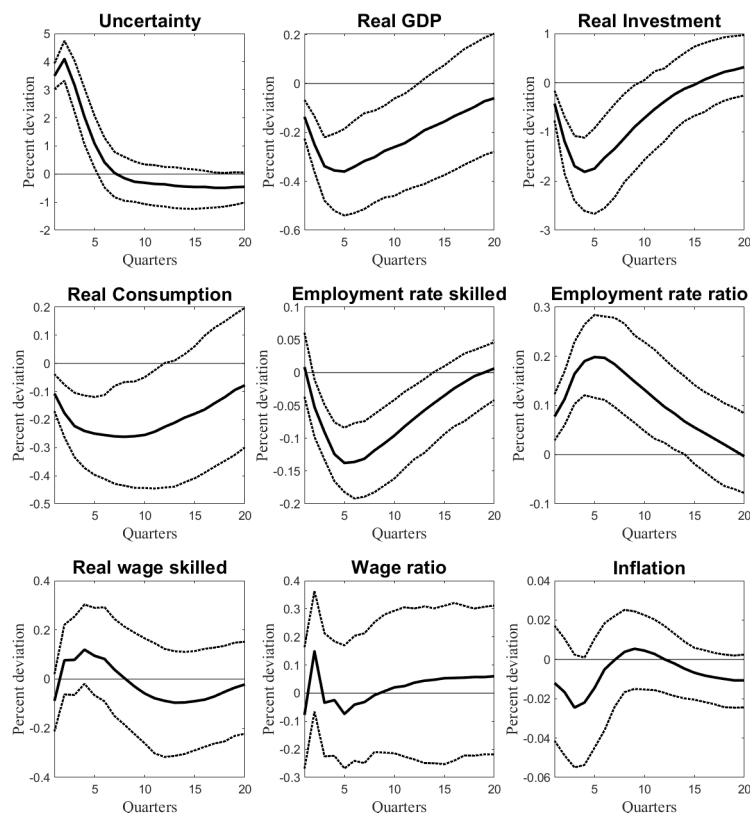 Uncertainty
Percent deviation
5
4
3
2
1
0
-1
-2
5 10 15 20
Quarters
Real GDP
Percent deviation
0.2
0
-0.2
-0.4
-0.6
5 10 15 20
Quarters
Real Investment
Percent deviation
1
0
-1
-2
-3
5 10 15 20
Quarters
Real Consumption
Percent deviation
0.2
0.1
0
-0.1
-0.2
-0.3
-0.4
-0.5
5 10 15 20
Quarters
Employment rate skilled
Percent deviation
0.1
0.05
0
-0.05
-0.1
-0.15
-0.2
5 10 15 20
Quarters
Employment rate ratio
Percent deviation
0.3
0.2
0.1
0
-0.1
5 10 15 20
Quarters
Real wage skilled
Percent deviation
0.4
0.2
0
-0.2
-0.4
5 10 15 20
Quarters
Wage ratio
Percent deviation
0.4
0.3
0.2
0.1
0
-0.1
-0.2
-0.3
5 10 15 20
Quarters
Inflation
Percent deviation
0.04
0.02
0
-0.02
-0.04
-0.06
5 10 15 20
Quarters